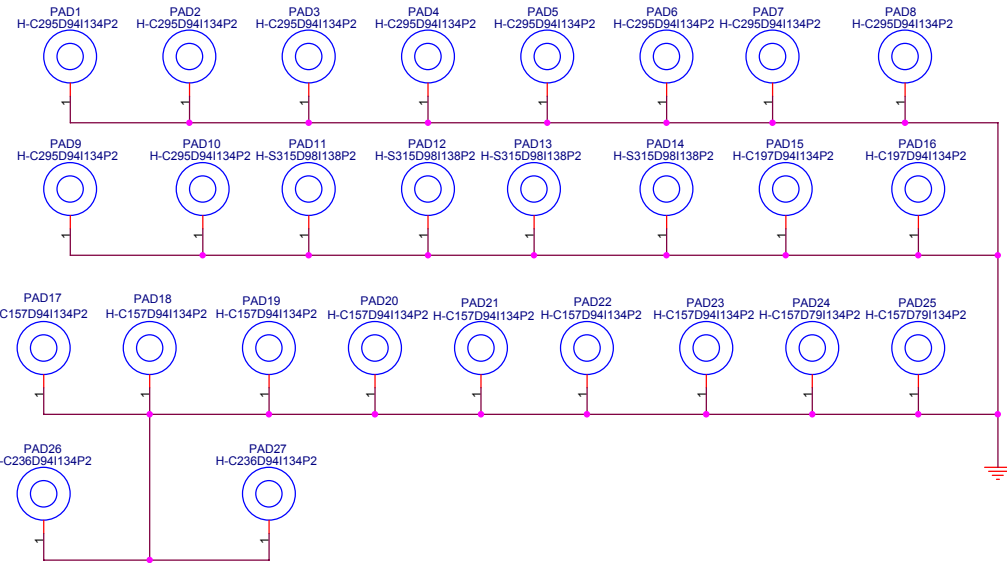 PAD1 PAD2 PAD3 PAD4 PAD5 PAD6 PAD7 PAD8
H-C295D94I134P2 H-C295D94I134P2 H-C295D94I134P2 H-C295D94I134P2 H-C295D94I134P2 H-C295D94I134P2 H-C295D94I134P2 H-C295D94I134P2
1 1 1 1 1 1 1 1
PAD9 PAD10 PAD11 PAD12 PAD13 PAD14 PAD15 PAD16
H-C295D94I134P2 H-C295D94I134P2 H-S315D98I138P2 H-S315D98I138P2 H-S315D98I138P2 H-S315D98I138P2 H-C197D94I134P2 H-C197D94I134P2
1 1 1 1 1 1 1 1
PAD17 PAD18 PAD19 PAD20 PAD21 PAD22 PAD23 PAD24 PAD25
C157D94I134P2 H-C157D94I134P2 H-C157D94I134P2 H-C157D94I134P2 H-C157D94I134P2 H-C157D94I134P2 H-C157D94I134P2 H-C157D79I134P2 H-C157D79I134P2
1 1 1 1 1 1 1 1 1
PAD26 PAD27
-C236D94I134P2 H-C236D94I134P2
1 1